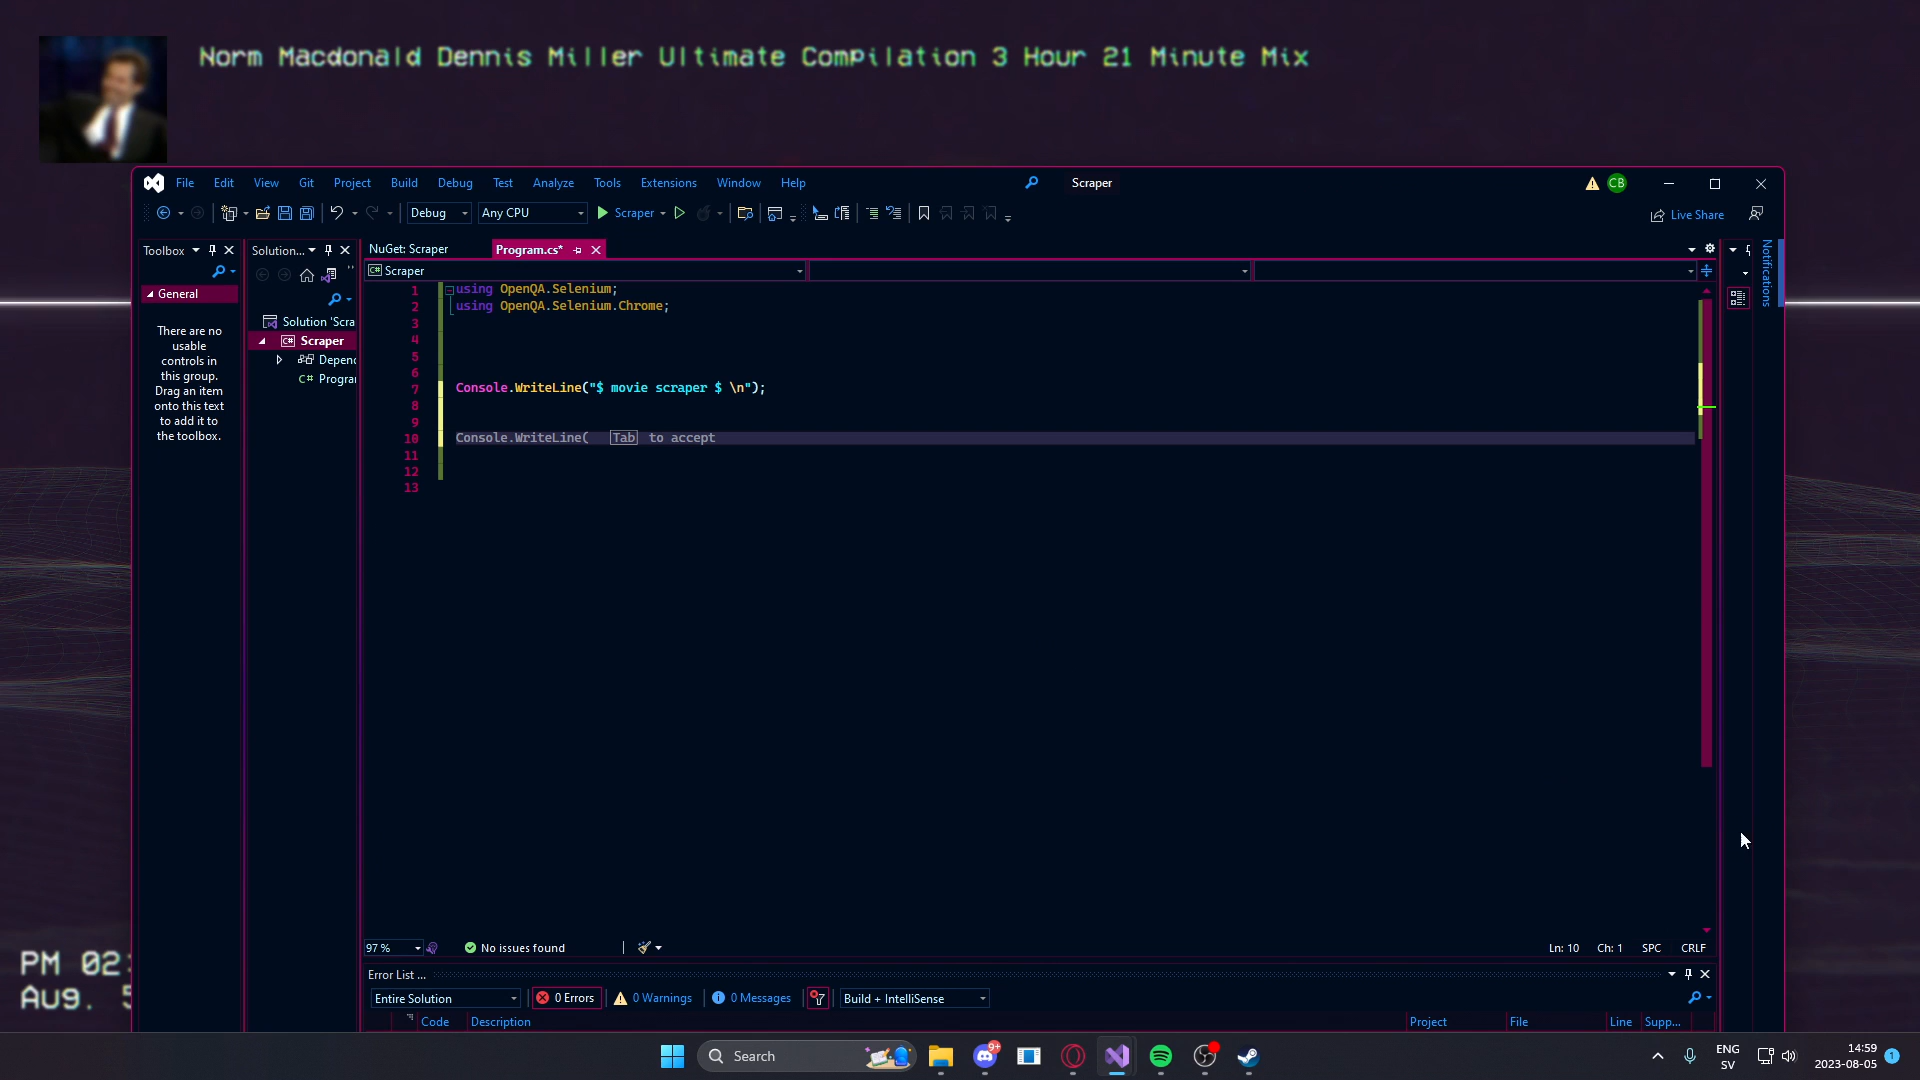 Norm Macdonald Dennis Miller Ultimate Compilation 3 Hour 21 Minute Mix
File Edit View Git Project Build Debug Test Analyze Tools Extensions Window Help Scraper CB
Debug Any CPU Scraper Live Share
Toolbox
General
There are no
usable
controls in
this group.
Drag an item
onto this text
to add it to
the toolbox.
Solution...
Solution 'Scra
C# Scraper
Depend
C# Progra
NuGet: Scraper Program.cs*
C# Scraper
Notifications
1 using OpenQA.Selenium;
2 using OpenQA.Selenium.Chrome;
3
4
5
6
7 Console.WriteLine("$ movie scraper $ \n");
8
9
10 Console.WriteLine( Tab to accept
11
12
13
97 % No issues found Ln: 10 Ch: 1 SPC CRLF
Error List ...
Entire Solution 0 Errors 0 Warnings 0 Messages Build + IntelliSense
Code Description Project File Line Supp...
PM 02:
Aug. 5
Search 9+ ENG 14:59 1
SV 2023-08-05